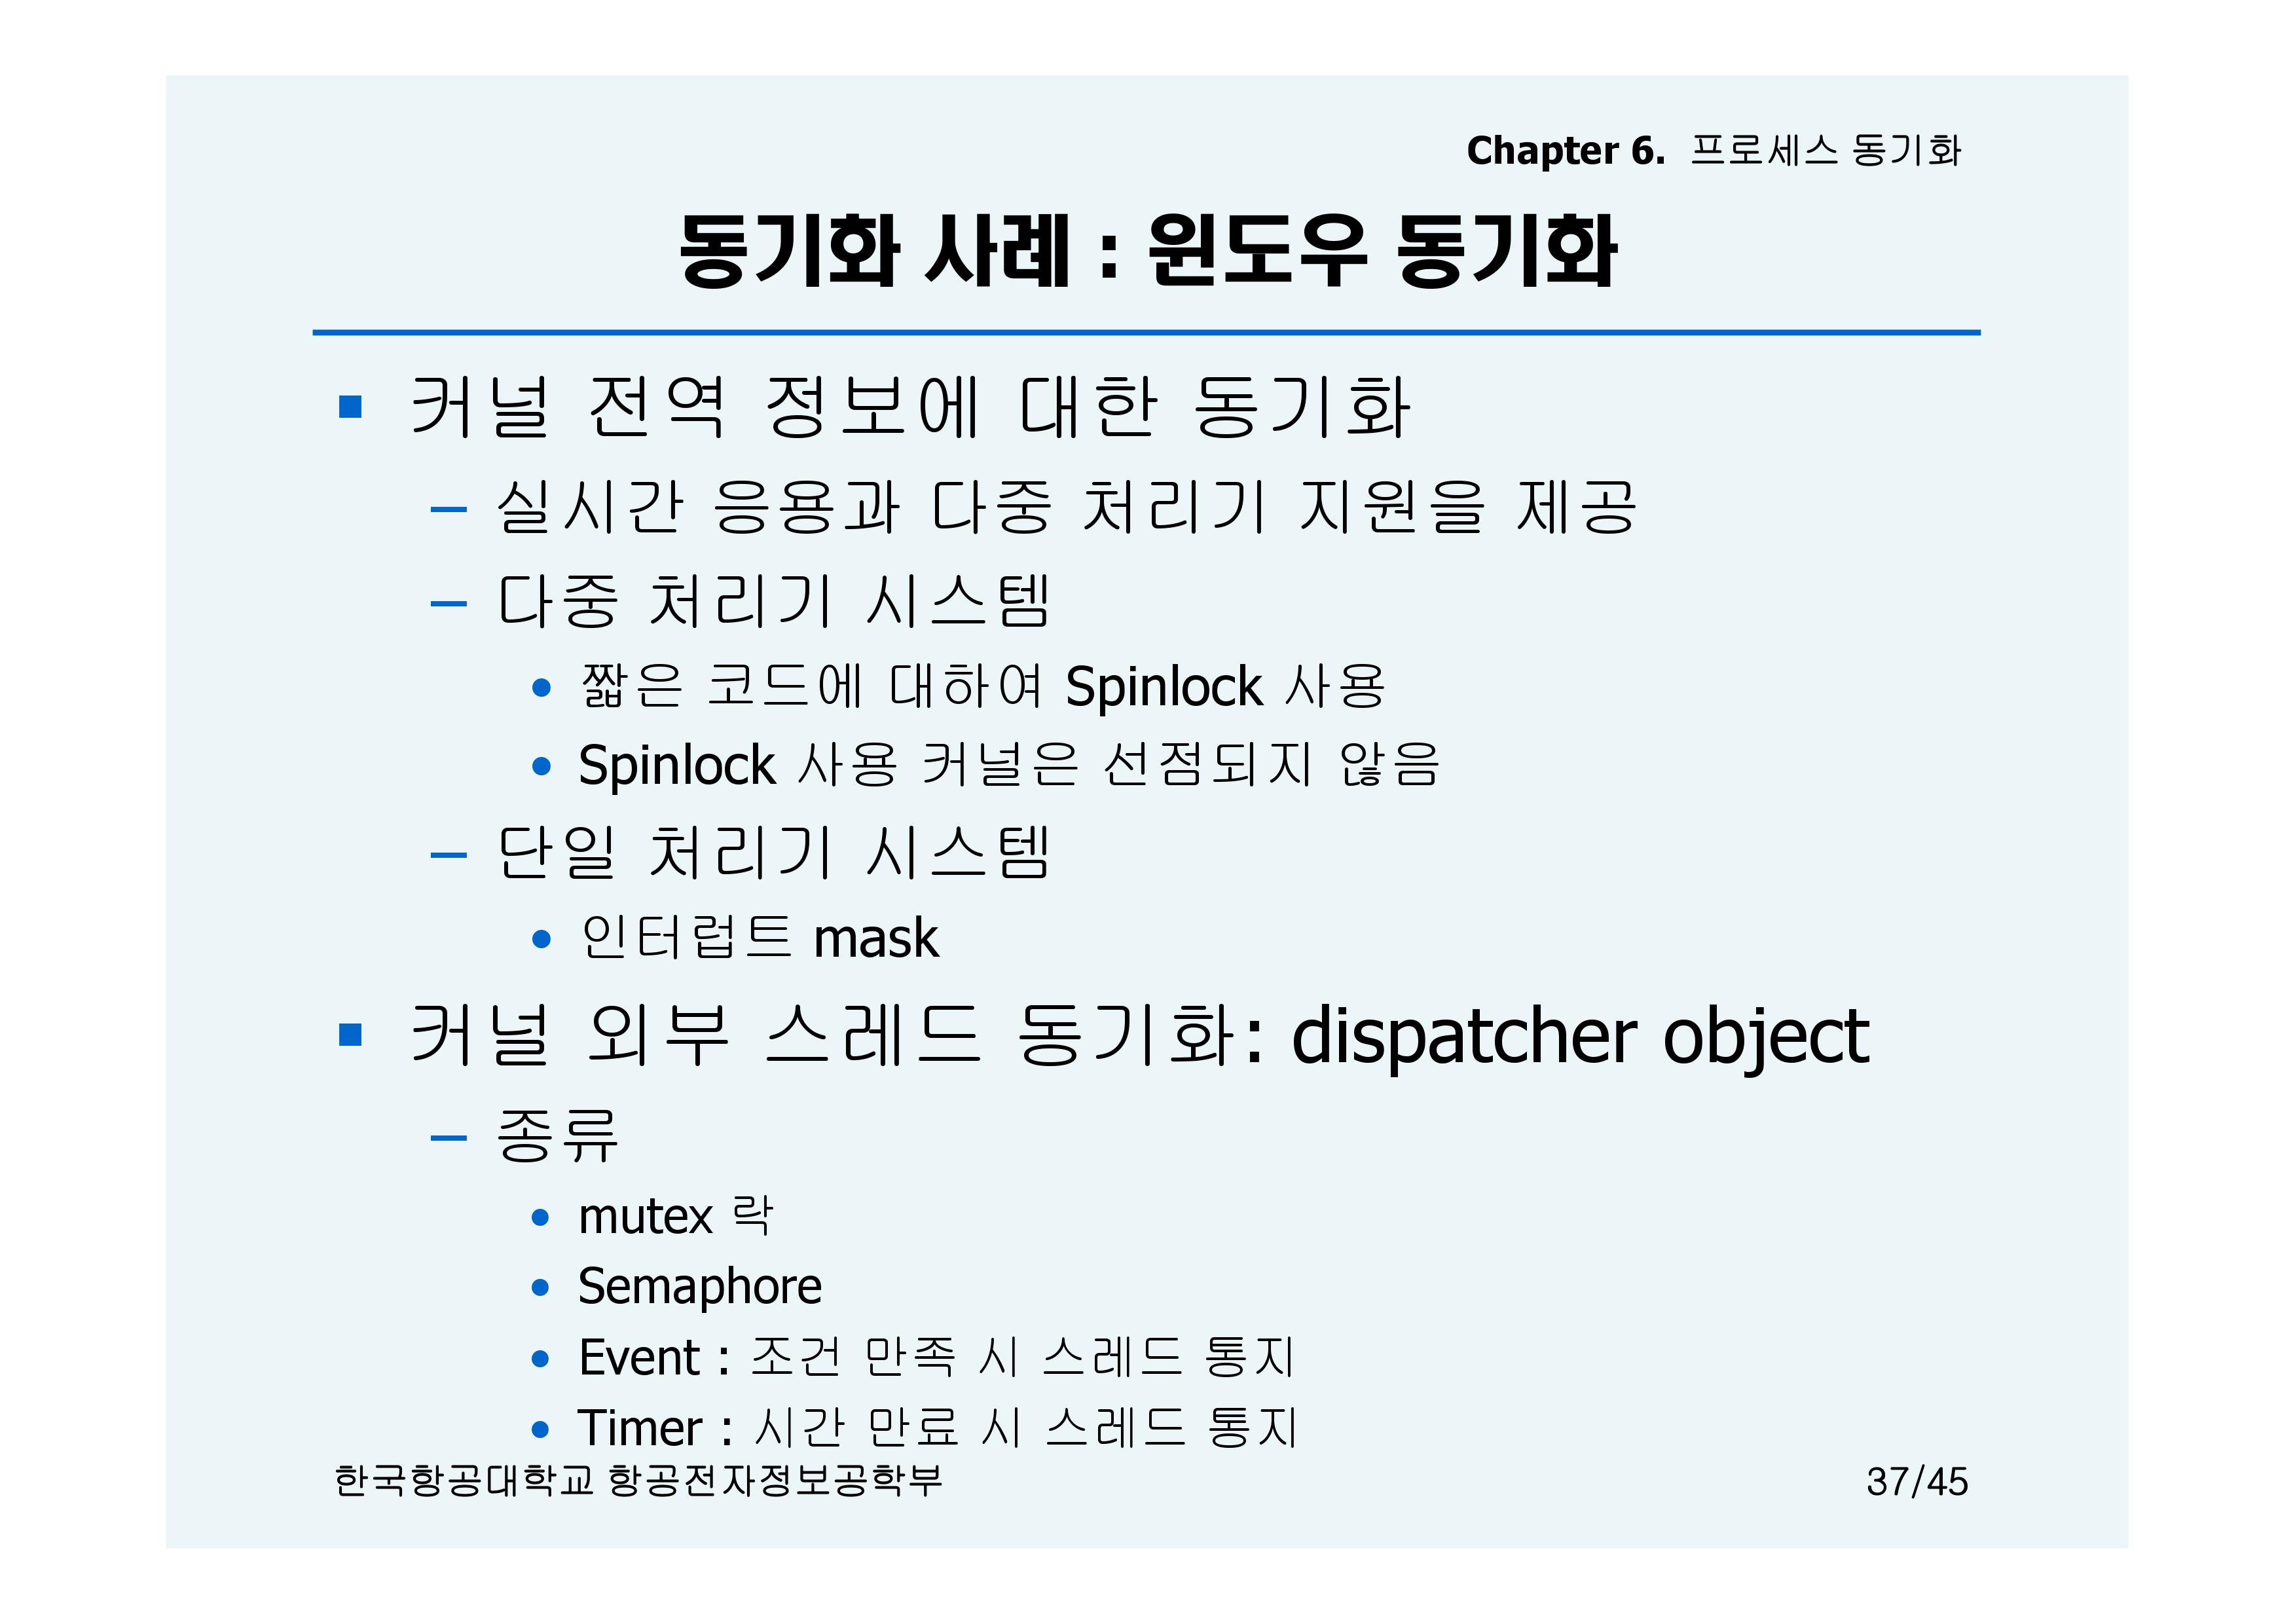 Chapter 6. 프로세스 동기화
동기화 사례 : 윈도우 동기화
■ 커널 전역 정보에 대한 동기화
– 실시간 응용과 다중 처리기 지원을 제공
– 다중 처리기 시스템
• 짧은 코드에 대하여 Spinlock 사용
• Spinlock 사용 커널은 선점되지 않음
– 단일 처리기 시스템
• 인터럽트 mask
■ 커널 외부 스레드 동기화: dispatcher object
– 종류
• mutex 락
• Semaphore
• Event : 조건 만족 시 스레드 통지
• Timer : 시간 만료 시 스레드 통지
한국항공대학교 항공전자정보공학부
37/45